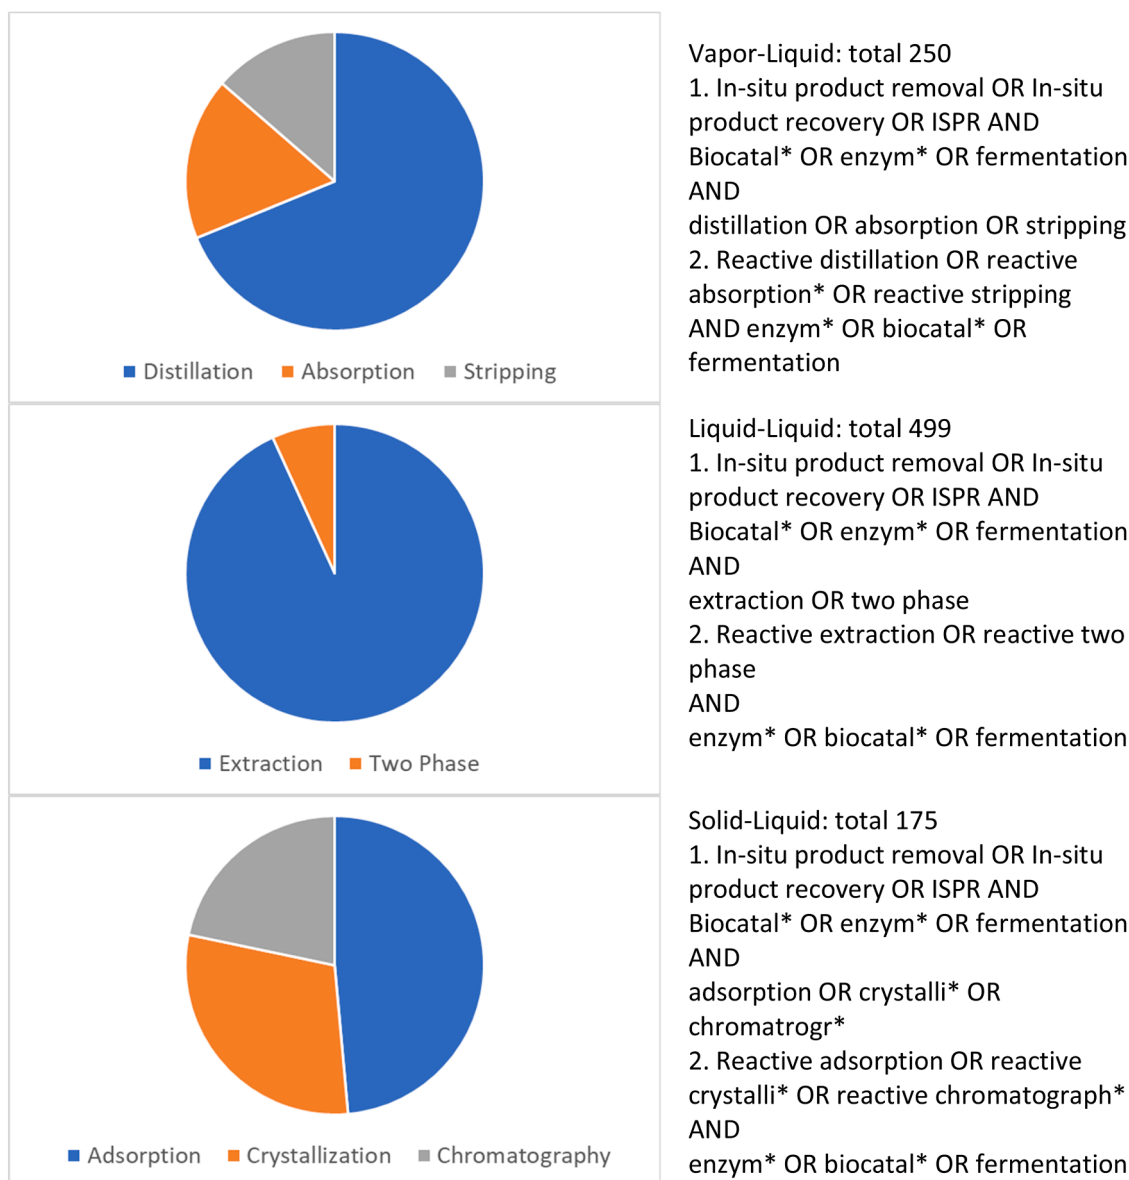 Vapor-Liquid: total 250
1. In-situ product removal OR In-situ
product recovery OR ISPR AND
Biocatal* OR enzym* OR fermentation
AND
distillation OR absorption OR stripping
2. Reactive distillation OR reactive
absorption* OR reactive stripping
AND enzym* OR biocatal* OR
fermentation
Distillation Absorption Stripping
Liquid-Liquid: total 499
1. In-situ product removal OR In-situ
product recovery OR ISPR AND
Biocatal* OR enzym* OR fermentation
AND
extraction OR two phase
2. Reactive extraction OR reactive two
phase
AND
enzym* OR biocatal* OR fermentation
Extraction Two Phase
Solid-Liquid: total 175
1. In-situ product removal OR In-situ
product recovery OR ISPR AND
Biocatal* OR enzym* OR fermentation
AND
adsorption OR crystalli* OR
chromatrogr*
2. Reactive adsorption OR reactive
crystalli* OR reactive chromatograph*
AND
enzym* OR biocatal* OR fermentation
Adsorption Crystallization Chromatography